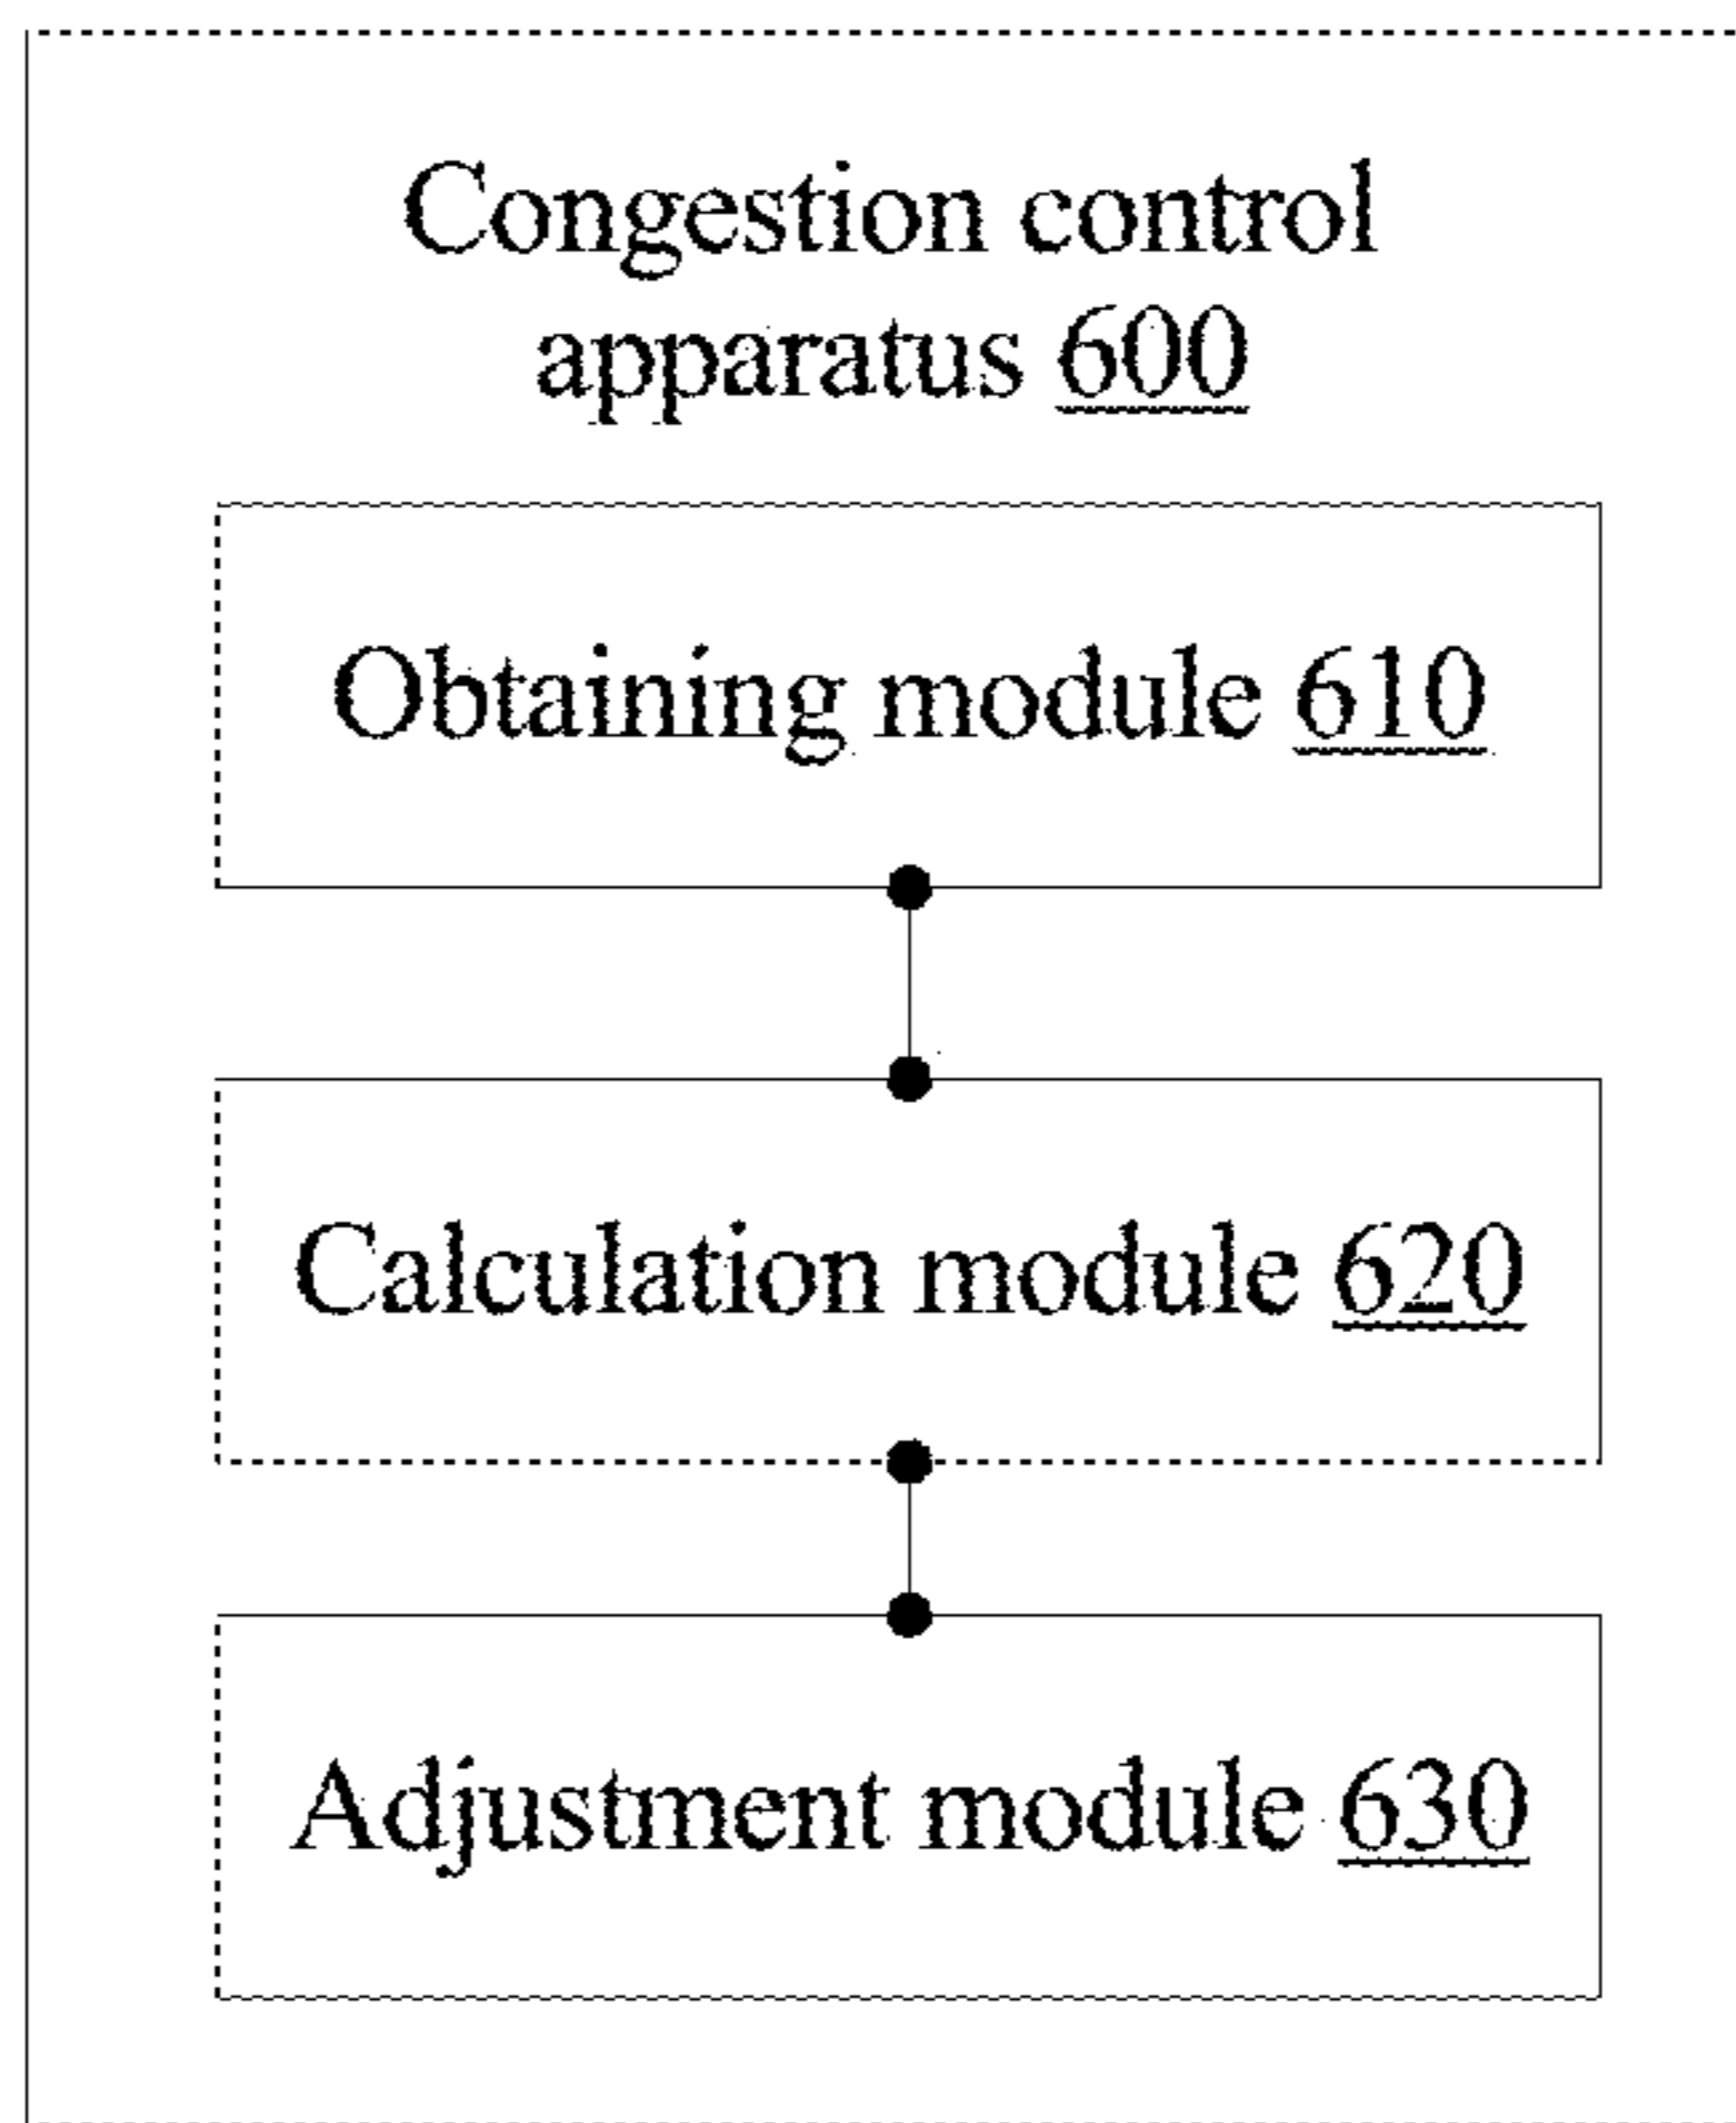 Congestion control
apparatus 600
Obtaining module 610
Calculation module 620
Adjustment module 630